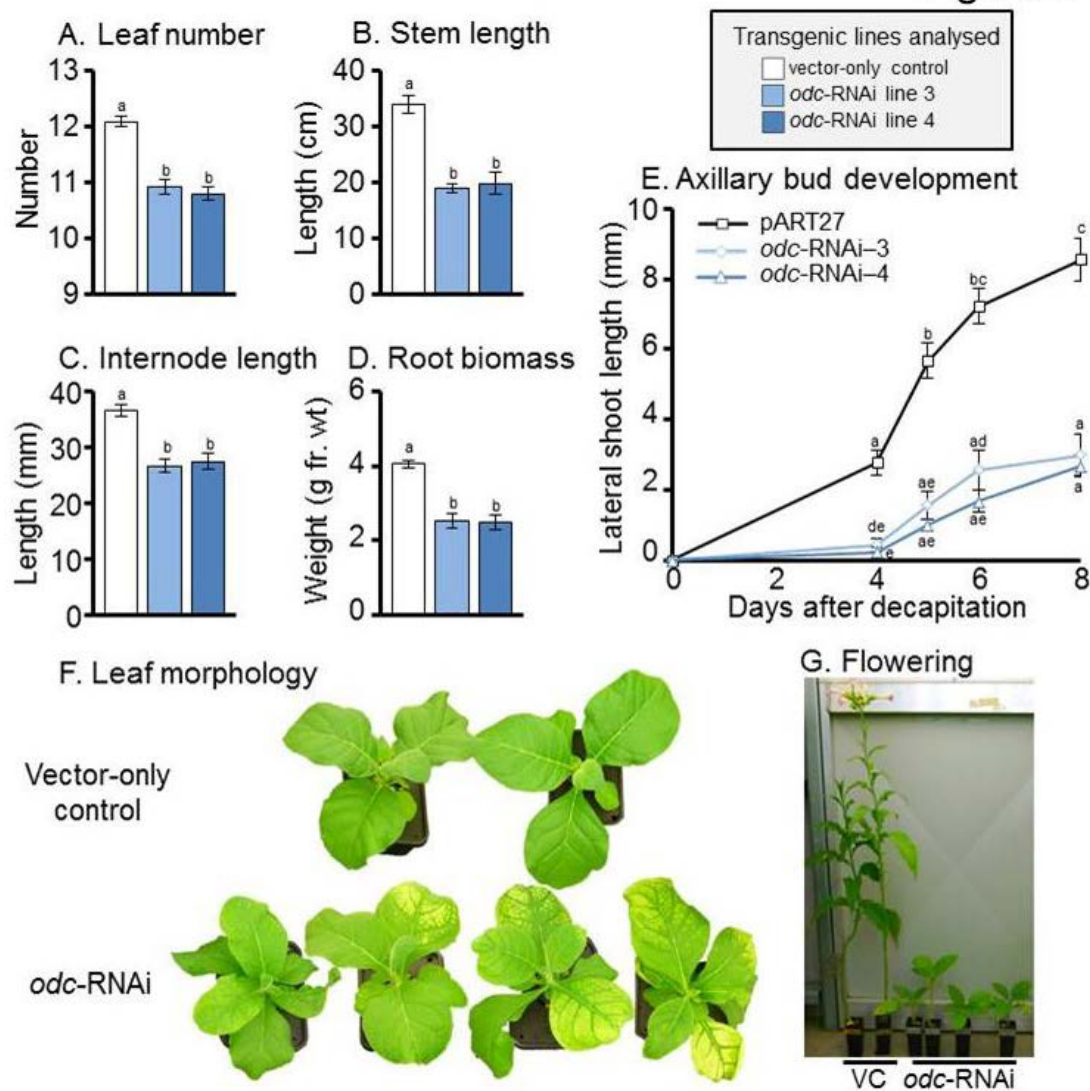 A. Leaf number
13
12
11
10
9
Number
a
b
b
B. Stem length
40
30
20
10
0
Length (cm)
a
b
b
Transgenic lines analysed
vector-only control
odc-RNAi line 3
odc-RNAi line 4
C. Internode length
40
30
20
10
0
Length (mm)
a
b
b
D. Root biomass
6
4
2
0
Weight (g fr. wt)
a
b
b
E. Axillary bud development
10
8
6
4
2
0
Lateral shoot length (mm)
pART27
odc-RNAi–3
odc-RNAi–4
a
b
bc
c
de
ae
ad
a
e
ae
ae
a
0
2
4
6
8
Days after decapitation
F. Leaf morphology
Vector-only
control
odc-RNAi
G. Flowering
VC
odc-RNAi